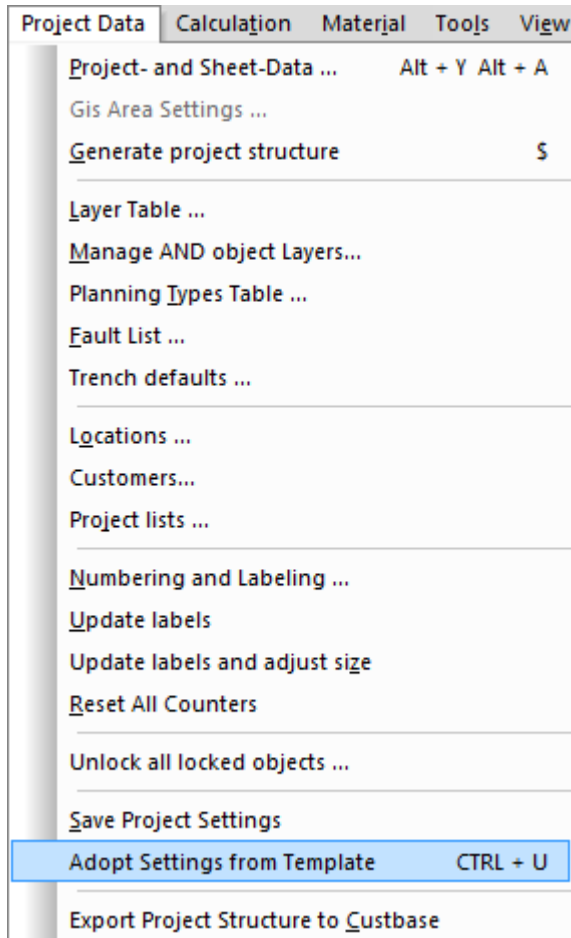 Project Data Calculation Material Tools View
Project- and Sheet-Data ... Alt + Y Alt + A
Gis Area Settings ...
Generate project structure $
Layer Table ...
Manage AND object Layers...
Planning Types Table ...
Fault List ...
Trench defaults ...
Locations ...
Customers...
Project lists ...
Numbering and Labeling ...
Update labels
Update labels and adjust size
Reset All Counters
Unlock all locked objects ...
Save Project Settings
Adopt Settings from Template CTRL + U
Export Project Structure to Custbase